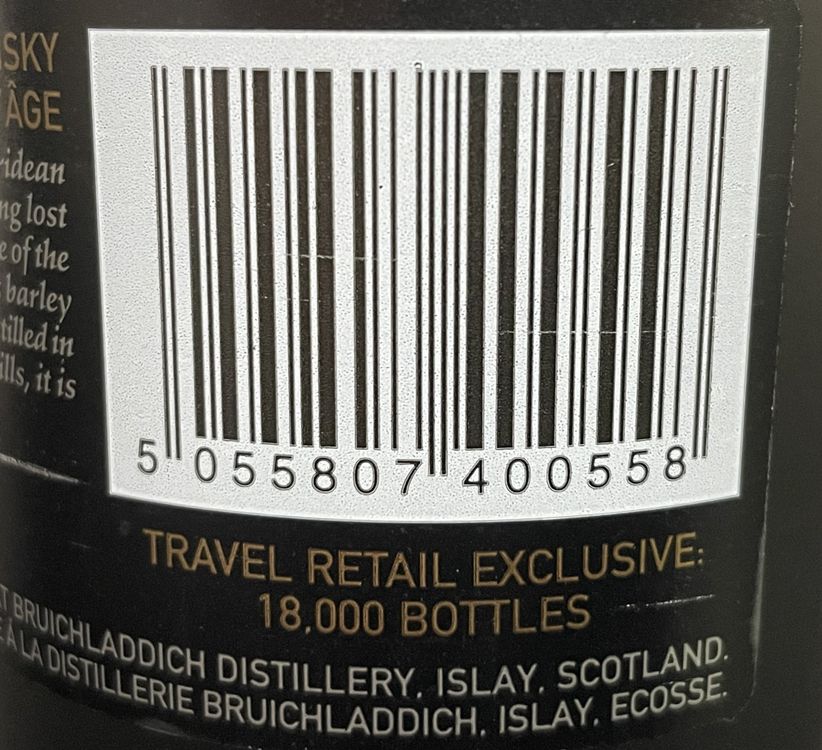 SKY
ÂGE
ridean
ng lost
e of the
barley
tilled in
ills, it is
5 055807 400558
TRAVEL RETAIL EXCLUSIVE:
18,000 BOTTLES
T BRUICHLADDICH DISTILLERY, ISLAY, SCOTLAND.
E À LA DISTILLERIE BRUICHLADDICH, ISLAY, ECOSSE.